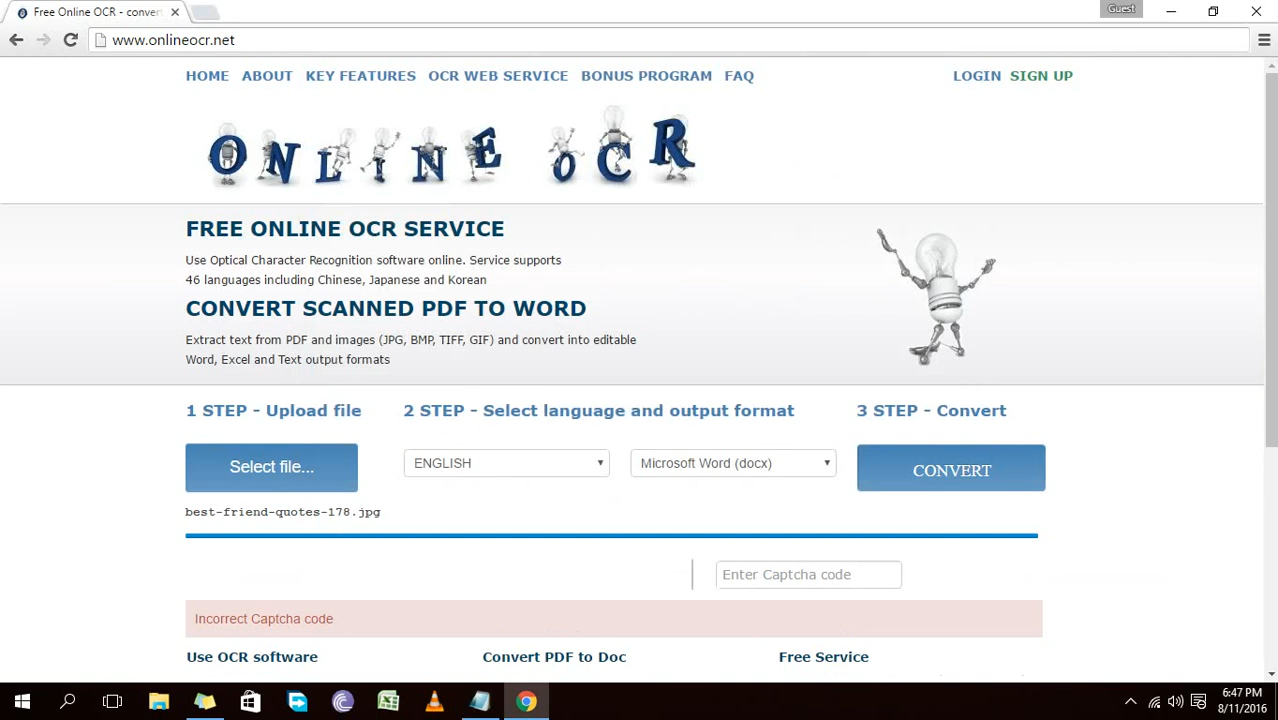 Free Online OCR - conver
Guest
www.onlineocr.net
HOME ABOUT KEY FEATURES OCR WEB SERVICE BONUS PROGRAM FAQ LOGIN SIGN UP
ONLINE OCR
FREE ONLINE OCR SERVICE
Use Optical Character Recognition software online. Service supports
46 languages including Chinese, Japanese and Korean
CONVERT SCANNED PDF TO WORD
Extract text from PDF and images (JPG, BMP, TIFF, GIF) and convert into editable
Word, Excel and Text output formats
1 STEP - Upload file 2 STEP - Select language and output format 3 STEP - Convert
Select file... ENGLISH Microsoft Word (docx) CONVERT
best-friend-quotes-178.jpg
Enter Captcha code
Incorrect Captcha code
Use OCR software Convert PDF to Doc Free Service
6:47 PM
8/11/2016